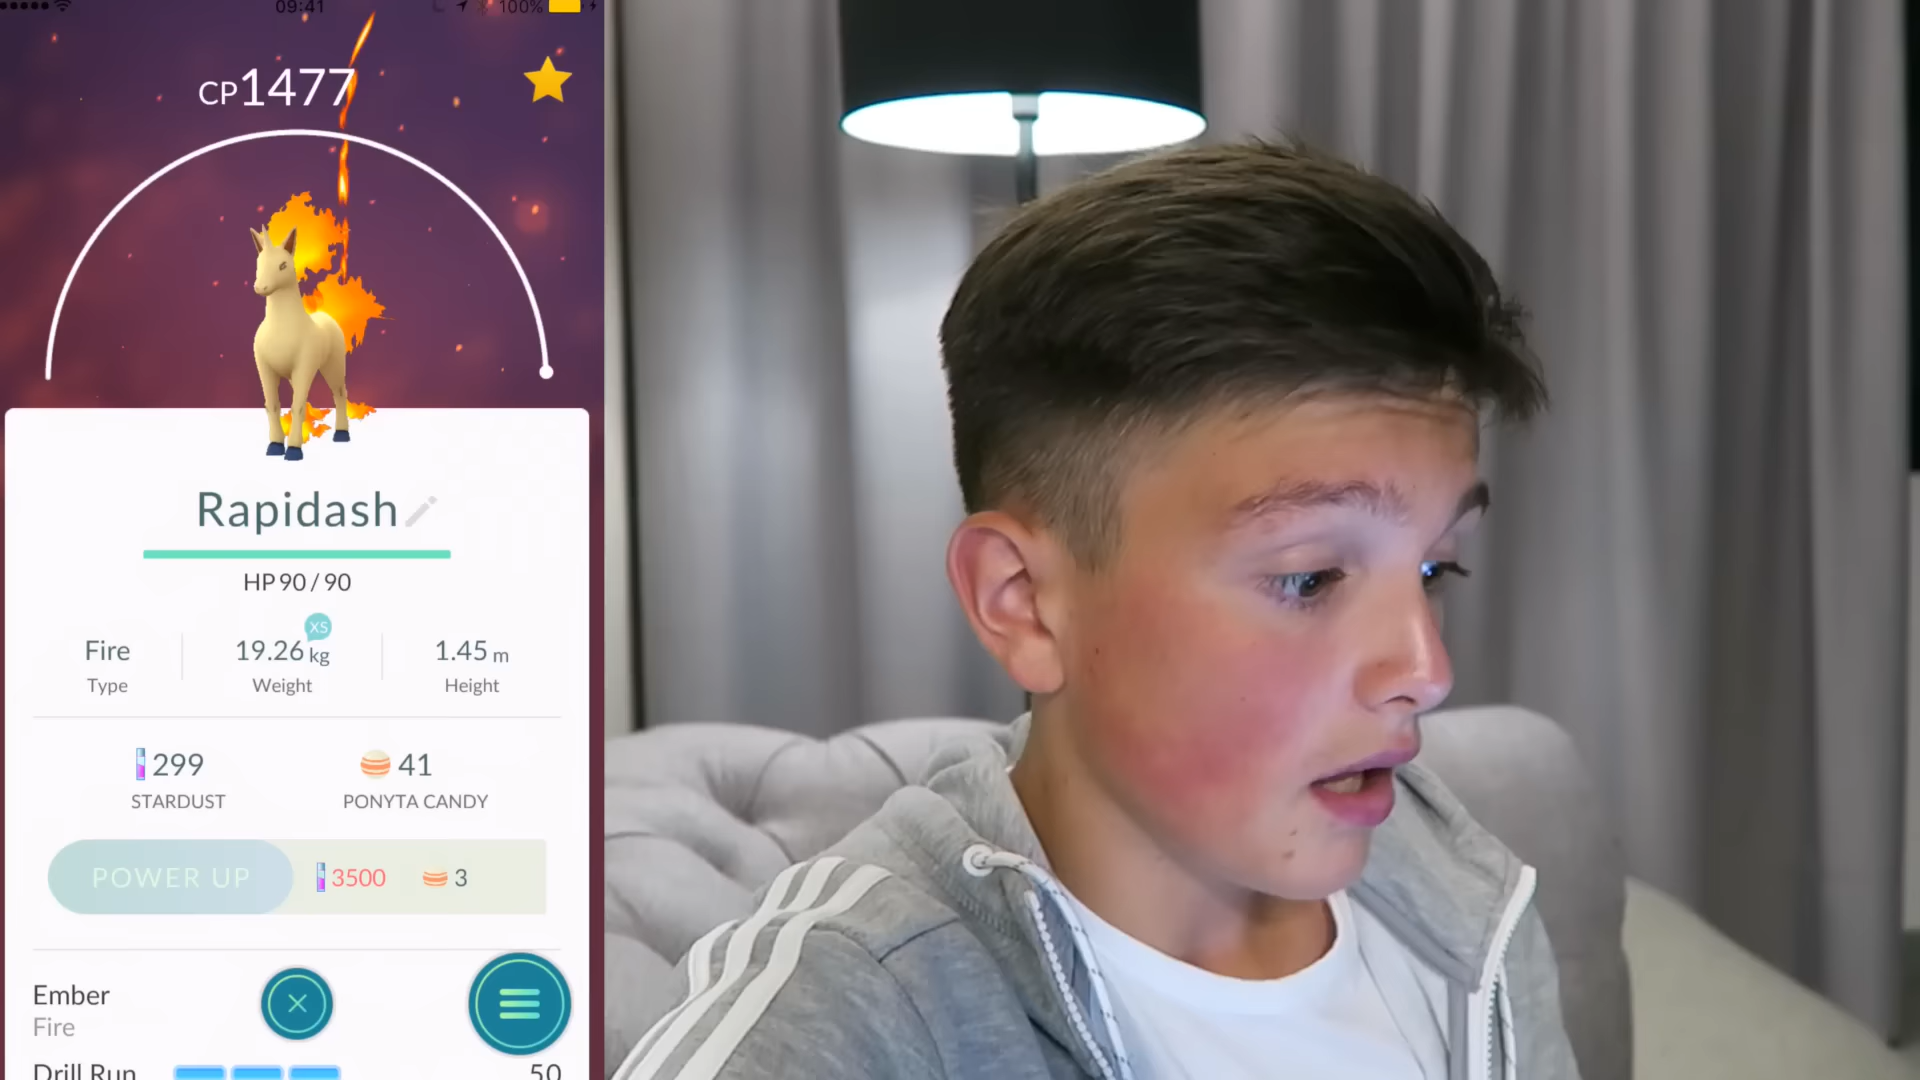 09:41 100%
CP1477
Rapidash
HP 90 / 90
XS
Fire 19.26 kg 1.45 m
Type Weight Height
299 41
STARDUST PONYTA CANDY
POWER UP 3500 3
Ember
Fire
Drill Run 50